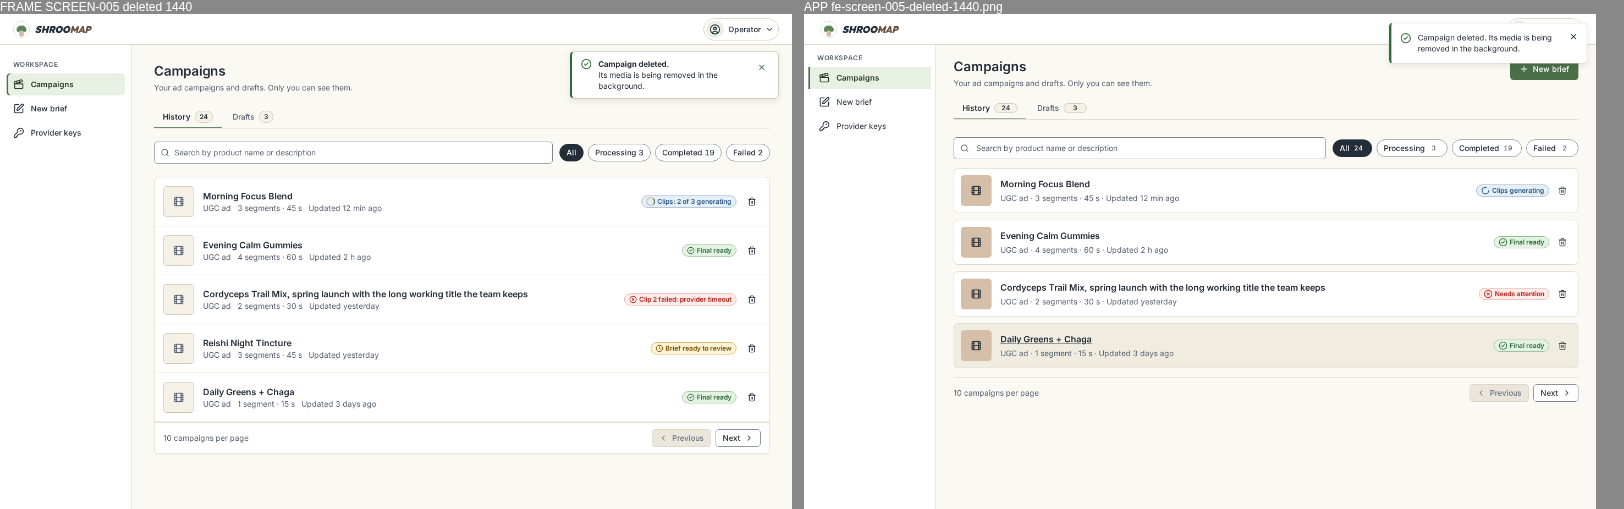 FRAME SCREEN-005 deleted 1440
SHROOMAP
Operator
WORKSPACE
Campaigns
New brief
Provider keys
Campaigns
Your ad campaigns and drafts. Only you can see them.
Campaign deleted.
Its media is being removed in the
background.
History 24
Drafts 3
Search by product name or description
All
Processing 3
Completed 19
Failed 2
Morning Focus Blend
UGC ad 3 segments · 45 s Updated 12 min ago
Clips: 2 of 3 generating
Evening Calm Gummies
UGC ad 4 segments · 60 s Updated 2 h ago
Final ready
Cordyceps Trail Mix, spring launch with the long working title the team keeps
UGC ad 2 segments · 30 s Updated yesterday
Clip 2 failed: provider timeout
Reishi Night Tincture
UGC ad 3 segments · 45 s Updated yesterday
Brief ready to review
Daily Greens + Chaga
UGC ad 1 segment · 15 s Updated 3 days ago
Final ready
10 campaigns per page
Previous
Next
APP fe-screen-005-deleted-1440.png
SHROOMAP
Campaign deleted. Its media is being
removed in the background.
WORKSPACE
Campaigns
New brief
Provider keys
Campaigns
Your ad campaigns and drafts. Only you can see them.
New brief
History 24
Drafts 3
Search by product name or description
All 24
Processing 3
Completed 19
Failed 2
Morning Focus Blend
UGC ad · 3 segments · 45 s · Updated 12 min ago
Clips generating
Evening Calm Gummies
UGC ad · 4 segments · 60 s · Updated 2 h ago
Final ready
Cordyceps Trail Mix, spring launch with the long working title the team keeps
UGC ad · 2 segments · 30 s · Updated yesterday
Needs attention
Daily Greens + Chaga
UGC ad · 1 segment · 15 s · Updated 3 days ago
Final ready
10 campaigns per page
Previous
Next